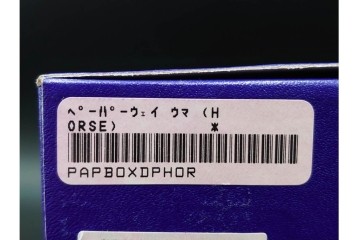 ﾍﾟｰﾊﾟｰｳｪｲ ｳﾏ (H
ORSE) *
PAPBOXDPHOR